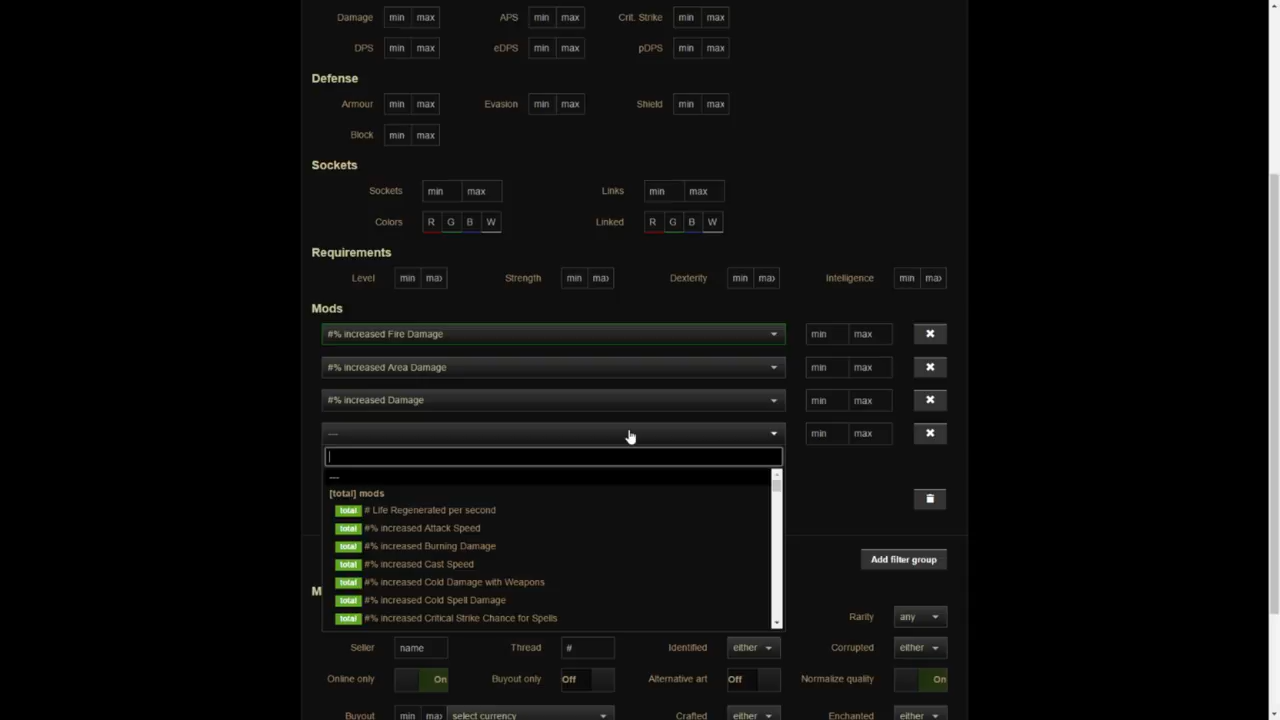 Damage min max APS min max Crit. Strike min max
DPS min max eDPS min max pDPS min max
Defense
Armour min max Evasion min max Shield min max
Block min max
Sockets
Sockets min max Links min max
Colors R G B W Linked R G B W
Requirements
Level min max Strength min max Dexterity min max Intelligence min max
Mods
#% increased Fire Damage min max
#% increased Area Damage min max
#% increased Damage min max
--- min max
---
[total] mods
total # Life Regenerated per second
total #% increased Attack Speed
total #% increased Burning Damage
total #% increased Cast Speed
total #% increased Cold Damage with Weapons
total #% increased Cold Spell Damage
total #% increased Critical Strike Chance for Spells
Add filter group
Rarity any
Seller name Thread # Identified either Corrupted either
Online only On Buyout only Off Alternative art Off Normalize quality On
Buyout min max select currency Crafted either Enchanted either